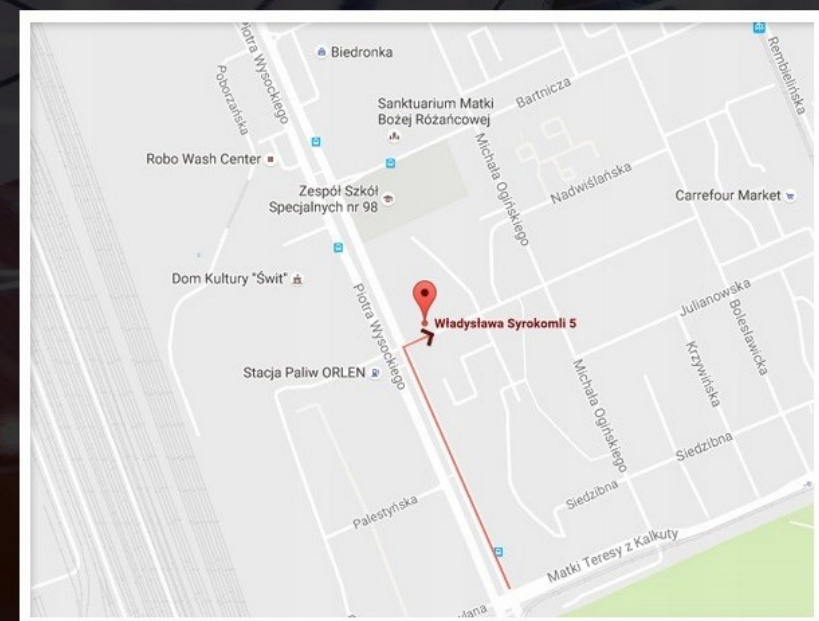 Piotra Wysockiego
Biedronka
Rembielińska
Poborzańska
Bartnicza
Sanktuarium Matki
Bożej Różańcowej
Michała Ogińskiego
Robo Wash Center
Nadwiślańska
Zespół Szkół
Specjalnych nr 98
Carrefour Market
Dom Kultury "Świt"
Piotra Wysockiego
Julianowska
Bolesławicka
Władysława Syrokomli 5
Krzywińska
Stacja Paliw ORLEN
Michała Ogińskiego
Siedzibna
Siedzibna
Palestyńska
Matki Teresy z Kalkuty